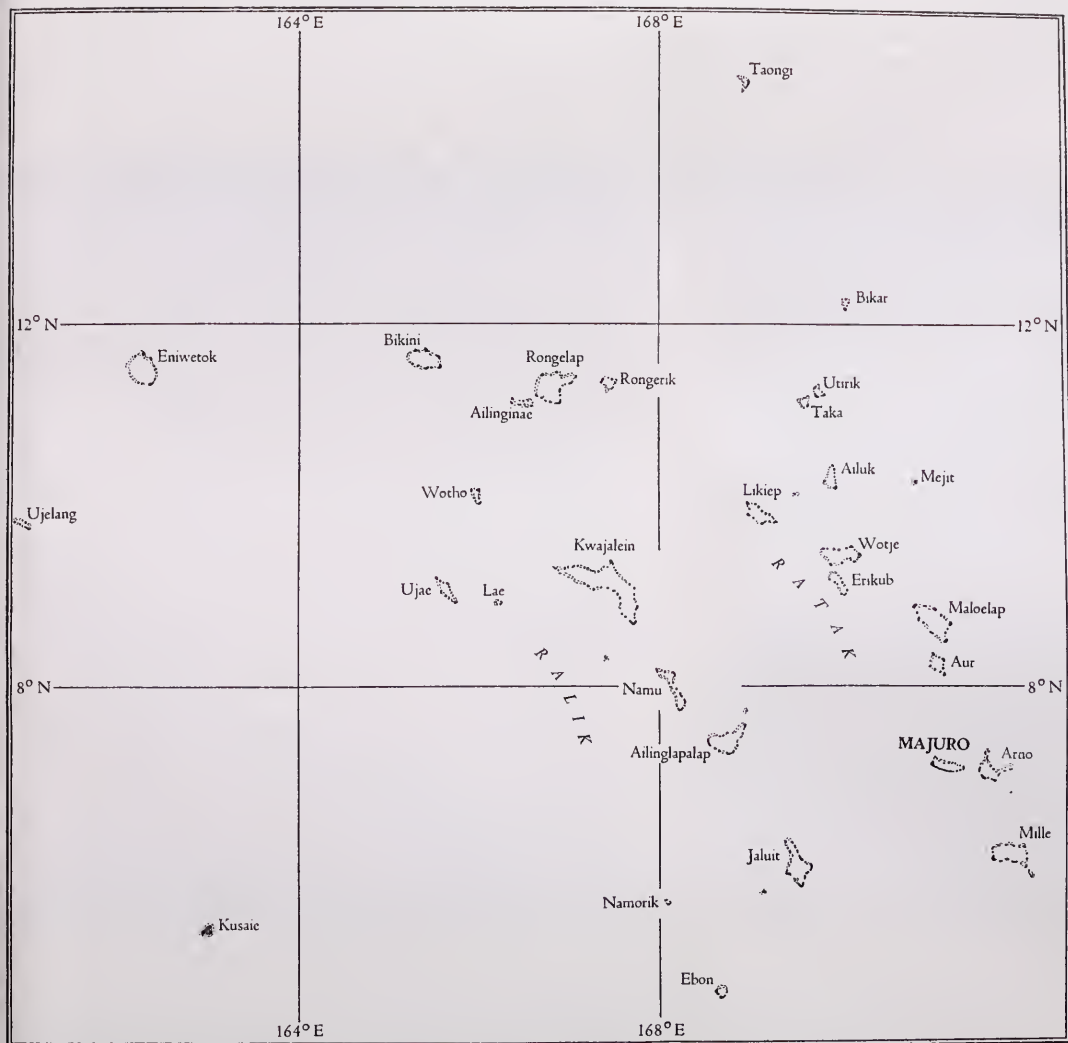 164° E
168° E
Taongi
Bikar
12° N
12° N
Eniwetok
Bikini
Rongelap
Rongerik
Ailinginae
Utirik
Taka
Ailuk
Mejit
Wotho
Likiep
Ujelang
Kwajalein
Wotje
Ujae
Lae
Erikub
RATAK
Maloelap
RALIK
Aur
8° N
Namu
8° N
Ailinglapalap
MAJURO
Arno
Jaluit
Mille
Namorik
Kusaie
Ebon
164° E
168° E